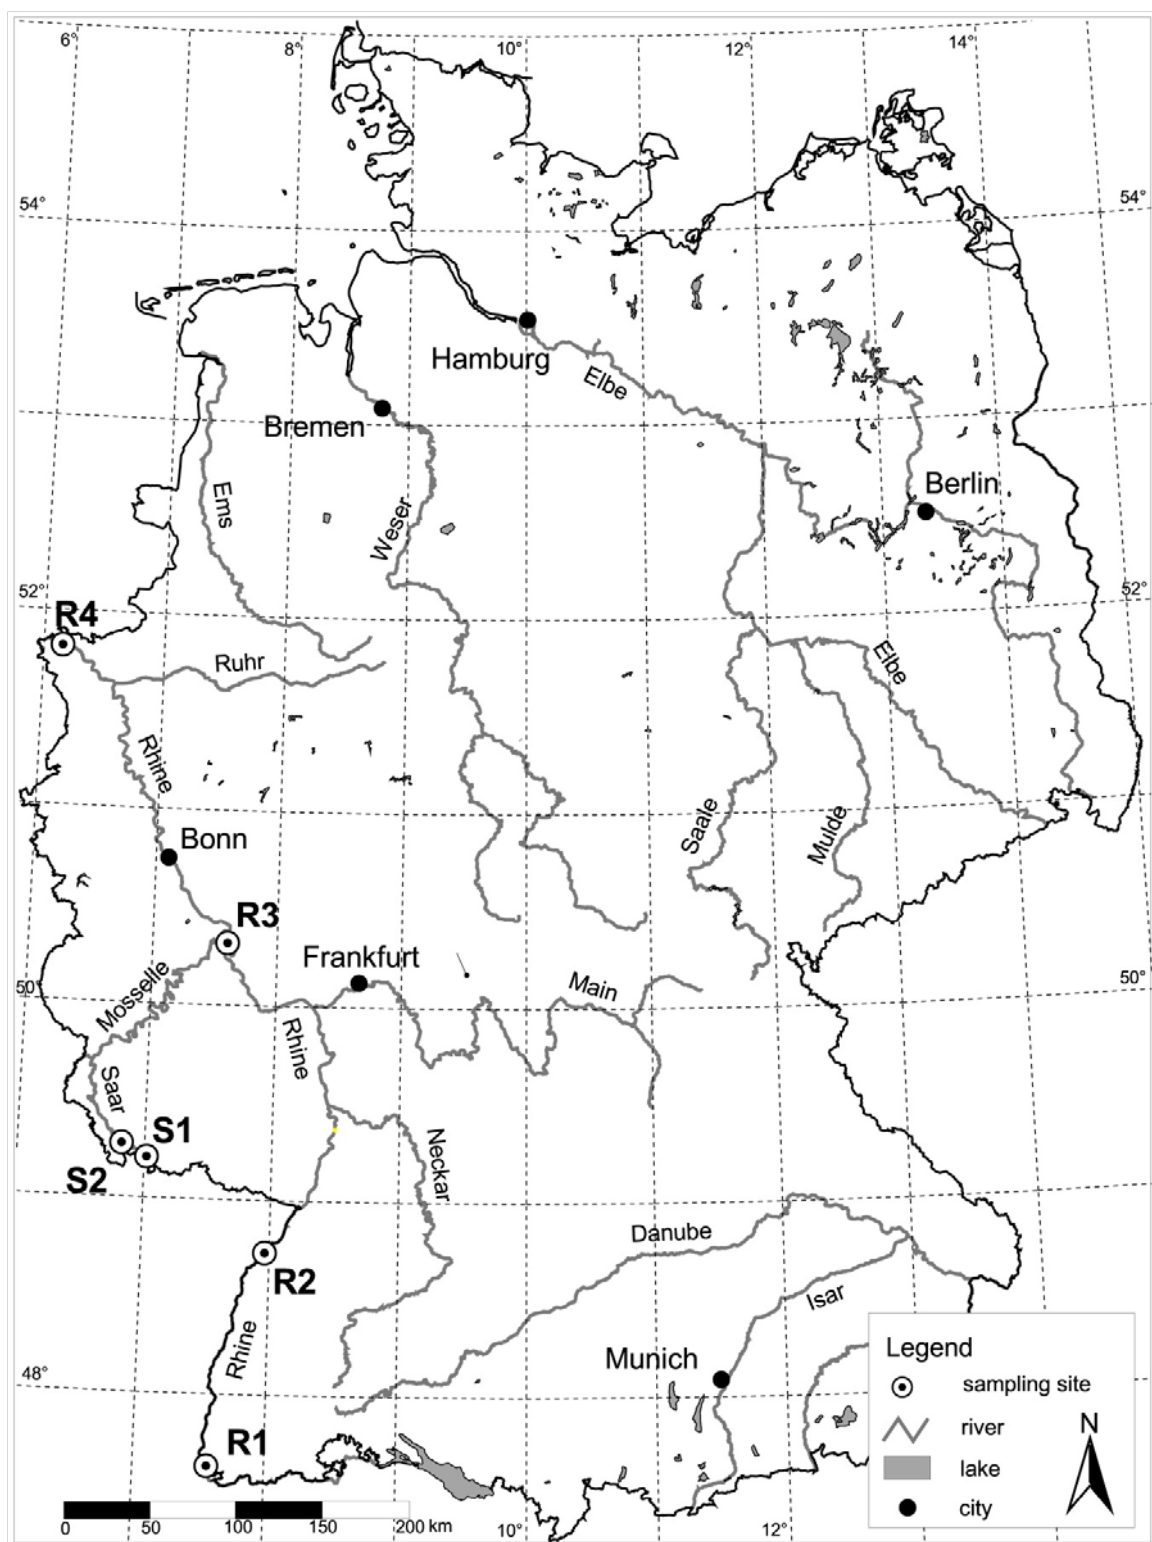 6°
8°
10°
12°
14°
54°
54°
Hamburg
Elbe
Bremen
Ems
Weser
Berlin
52°
52°
R4
Ruhr
Elbe
Rhine
Saale
Mulde
Bonn
R3
Frankfurt
Mosselle
Main
50°
50°
Rhine
Saar
S1
S2
Neckar
Danube
R2
Isar
Rhine
Munich
48°
R1
Legend
sampling site
river
lake
city
N
0 50 100 150 200 km
10°
12°